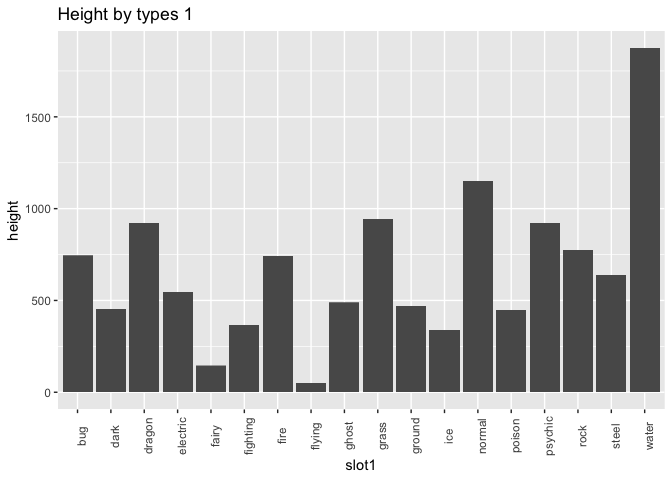 Height by types 1
height
1500
1000
500
0
bug
dark
dragon
electric
fairy
fighting
fire
flying
ghost
grass
ground
ice
normal
poison
psychic
rock
steel
water
slot1